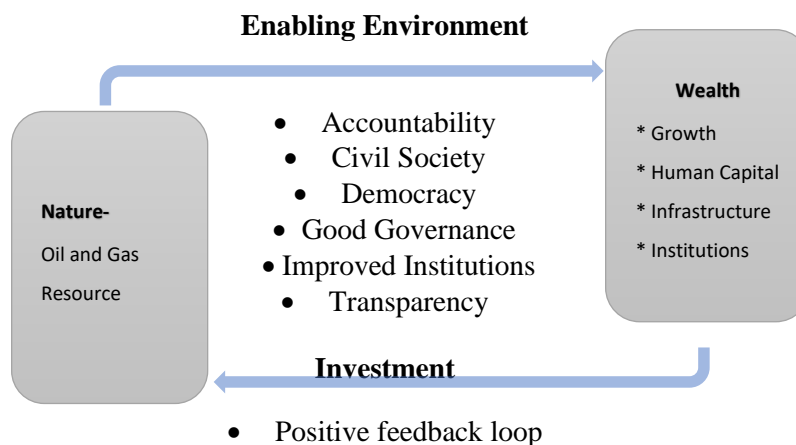 Enabling Environment
Nature-
Oil and Gas
Resource
• Accountability
• Civil Society
• Democracy
• Good Governance
• Improved Institutions
• Transparency
Wealth
* Growth
* Human Capital
* Infrastructure
* Institutions
Investment
• Positive feedback loop